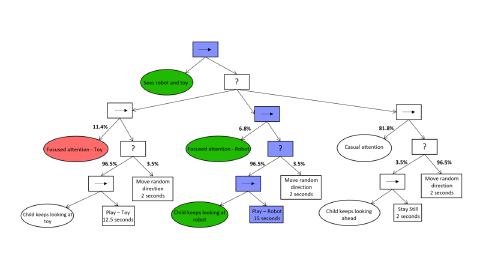 Sees robot and toy
?
11.4%
6.8%
81.8%
Focused attention - Toy
?
Focused attention - Robot
?
Casual attention
?
96.5%
3.5%
96.5%
3.5%
3.5%
96.5%
Move random
direction
2 seconds
Move random
direction
2 seconds
Move random
direction
2 seconds
Child keeps looking at
toy
Play – Toy
12.5 seconds
Child keeps looking at
robot
Play – Robot
15 seconds
Child keeps looking
ahead
Stay Still
2 seconds